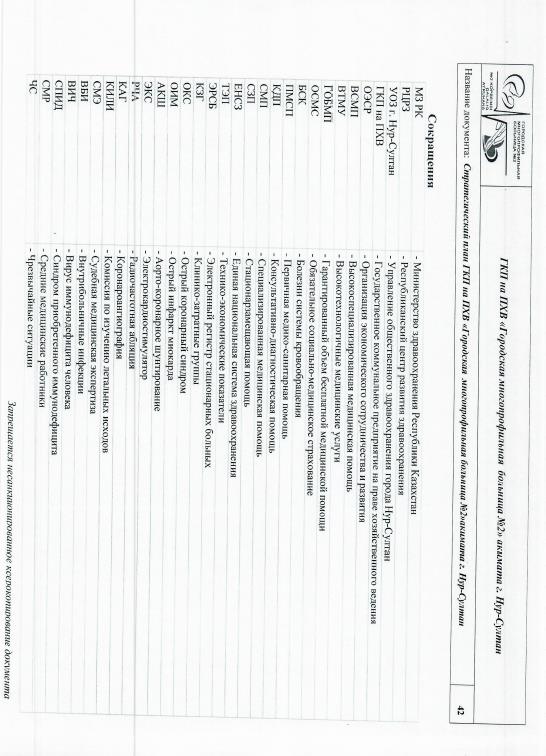 ГОРОДСКАЯ
МНОГОПРОФИЛЬНАЯ
БОЛЬНИЦА №2
№2 КӨПБЕЙІНДІ
QALALIQ
AYRUHANA
ГКП на ПХВ «Городская многопрофильная больница №2» акимата г. Нур-Султан
Название документа: Стратегический план ГКП на ПХВ «Городская многопрофильная больница №2»акимата г. Нур-Султан 42
Сокращения
МЗ РК - Министерство здравоохранения Республики Казахстан
РЦРЗ - Республиканский центр развития здравоохранения
УОЗ г. Нур-Султан - Управление общественного здравоохранения города Нур-Султан
ГКП на ПХВ - Государственное коммунальное предприятие на праве хозяйственного ведения
ОЭСР - Организация экономического сотрудничества и развития
ВСМП - Высокоспециализированная медицинская помощь
ВТМУ - Высокотехнологичные медицинские услуги
ГОБМП - Гарантированный объем бесплатной медицинской помощи
ОСМС - Обязательное социально-медицинское страхование
БСК - Болезни системы кровообращения
ПМСП - Первичная медико-санитарная помощь
КДП - Консультативно-диагностическая помощь
СМП - Специализированная медицинская помощь
СЗП - Стационарзамещающая помощь
ЕНСЗ - Единая национальная система здравоохранения
ТЭП - Технико-экономические показатели
ЭРСБ - Электронный регистр стационарных больных
КЗГ - Клинико-затратные группы
ОКС - Острый коронарный синдром
ОИМ - Острый инфаркт миокарда
АКШ - Аорто-коронарное шунтирование
ЭКС - Электрокардиостимулятор
РЧА - Радиочастотная абляция
КАГ - Коронароангиография
КИЛИ - Комиссия по изучению летальных исходов
СМЭ - Судебная медицинская экспертиза
ВБИ - Внутрибольничные инфекции
ВИЧ - Вирус иммунодефицита человека
СПИД - Синдром приобретенного иммунодефицита
СМР - Средние медицинские работники
ЧС - Чрезвычайные ситуации
Запрещается несанкционированное ксерокопирование документа